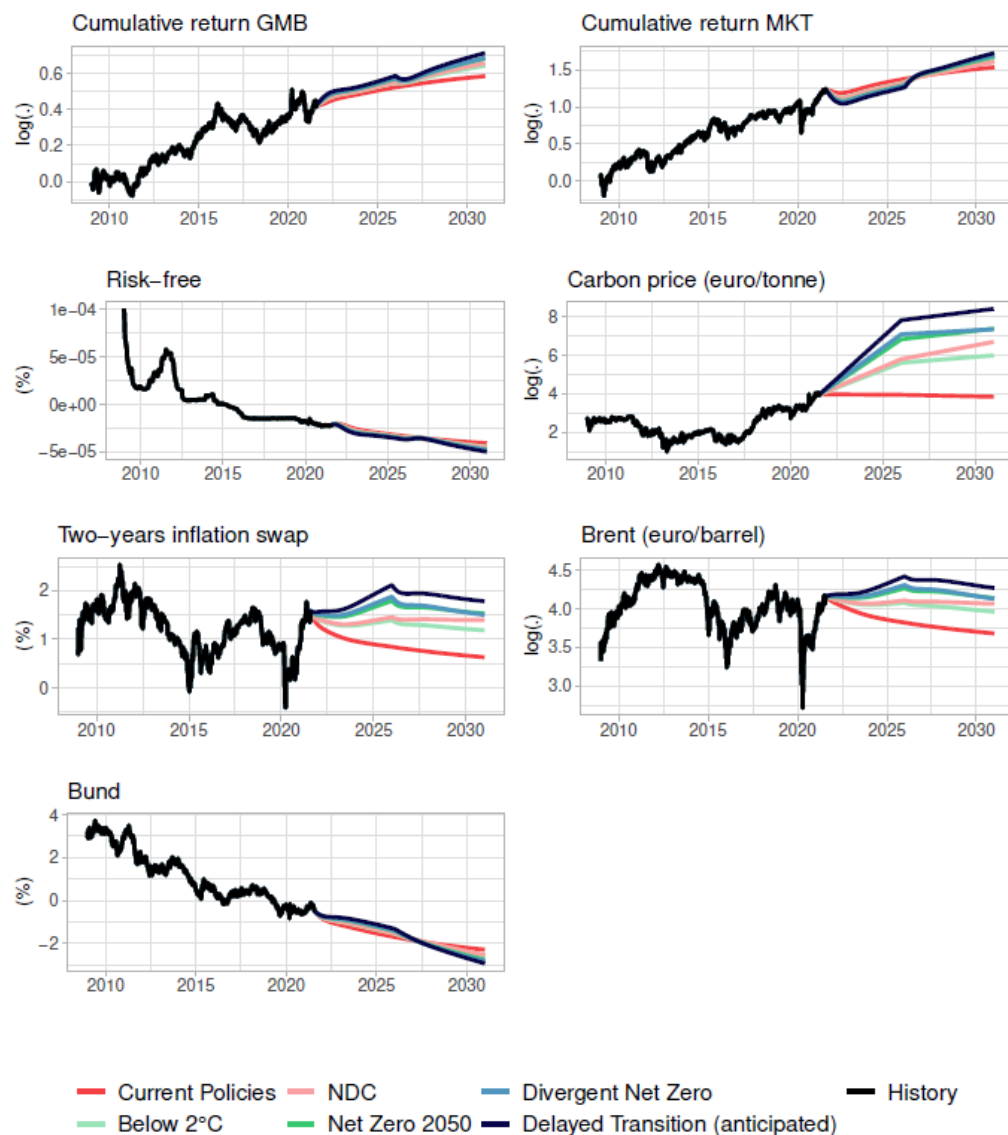 Cumulative return GMB
log(.)
0.6
0.4
0.2
0.0
2010 2015 2020 2025 2030
Cumulative return MKT
log(.)
1.5
1.0
0.5
0.0
2010 2015 2020 2025 2030
Risk−free
(%)
1e−04
5e−05
0e+00
−5e−05
2010 2015 2020 2025 2030
Carbon price (euro/tonne)
log(.)
8
6
4
2
2010 2015 2020 2025 2030
Two−years inflation swap
(%)
2
1
0
2010 2015 2020 2025 2030
Brent (euro/barrel)
log(.)
4.5
4.0
3.5
3.0
2010 2015 2020 2025 2030
Bund
(%)
4
2
0
−2
2010 2015 2020 2025 2030
Current Policies NDC Divergent Net Zero History
Below 2°C Net Zero 2050 Delayed Transition (anticipated)